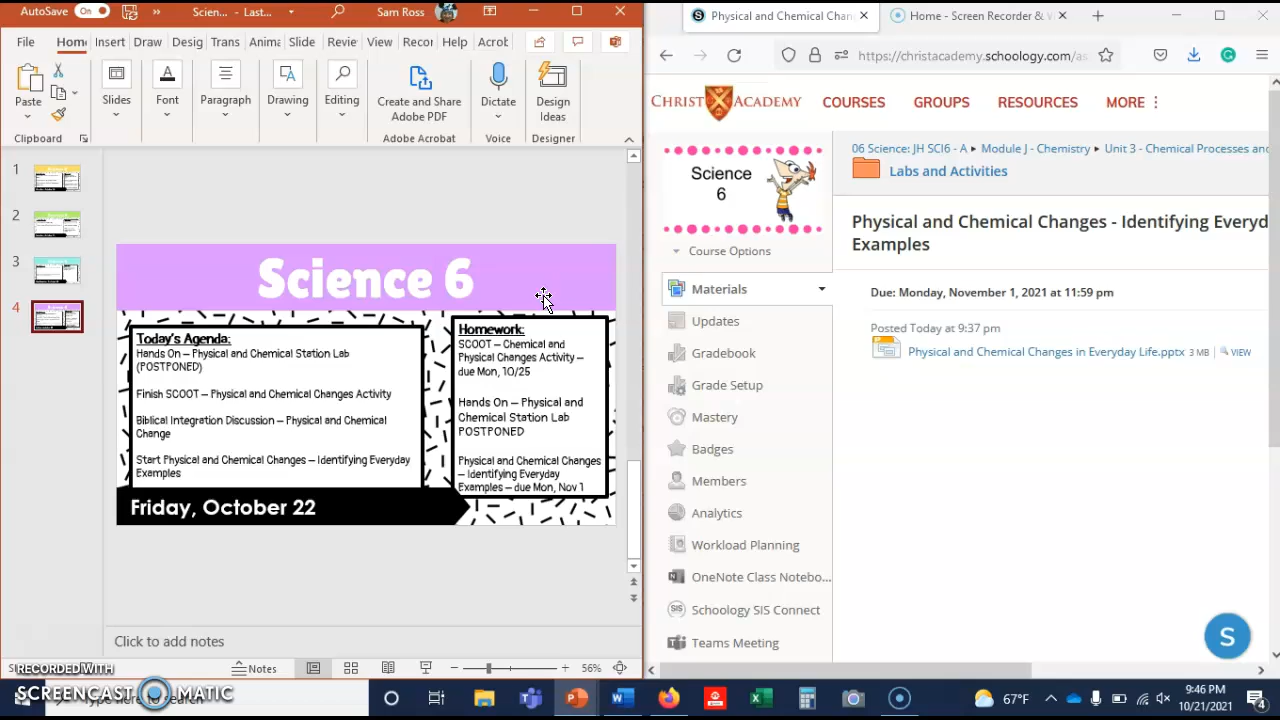 AutoSave
On
»
Scien... - Last...
Sam Ross
File
Home
Insert
Draw
Desig
Trans
Anima
Slide
Revie
View
Recor
Help
Acrob
Paste
Slides
Font
Paragraph
Drawing
Editing
Create and Share
Adobe PDF
Dictate
Design
Ideas
Clipboard
Adobe Acrobat
Voice
Designer
1
2
3
4
Science 6
Today's Agenda:
Hands On – Physical and Chemical Station Lab
(POSTPONED)
Finish SCOOT – Physical and Chemical Changes Activity
Biblical Integration Discussion – Physical and Chemical
Change
Start Physical and Chemical Changes – Identifying Everyday
Examples
Homework:
SCOOT – Chemical and
Physical Changes Activity –
due Mon, 10/25
Hands On – Physical and
Chemical Station Lab
POSTPONED
Physical and Chemical Changes
– Identifying Everyday
Examples – due Mon, Nov 1
Friday, October 22
Click to add notes
Notes
56%
RECORDED WITH
SCREENCAST MATIC
Type here to search
Physical and Chemical Chan
Home - Screen Recorder & V
https://christacademy.schoology.com/as
CHRIST ACADEMY
COURSES
GROUPS
RESOURCES
MORE
Science
6
Course Options
Materials
Updates
Gradebook
Grade Setup
Mastery
Badges
Members
Analytics
Workload Planning
OneNote Class Notebo...
SIS
Schoology SIS Connect
Teams Meeting
06 Science: JH SCI6 - A ▸ Module J - Chemistry ▸ Unit 3 - Chemical Processes and
Labs and Activities
Physical and Chemical Changes - Identifying Everyd
Examples
Due: Monday, November 1, 2021 at 11:59 pm
Posted Today at 9:37 pm
Physical and Chemical Changes in Everyday Life.pptx 3 MB VIEW
S
67°F
9:46 PM
10/21/2021
4